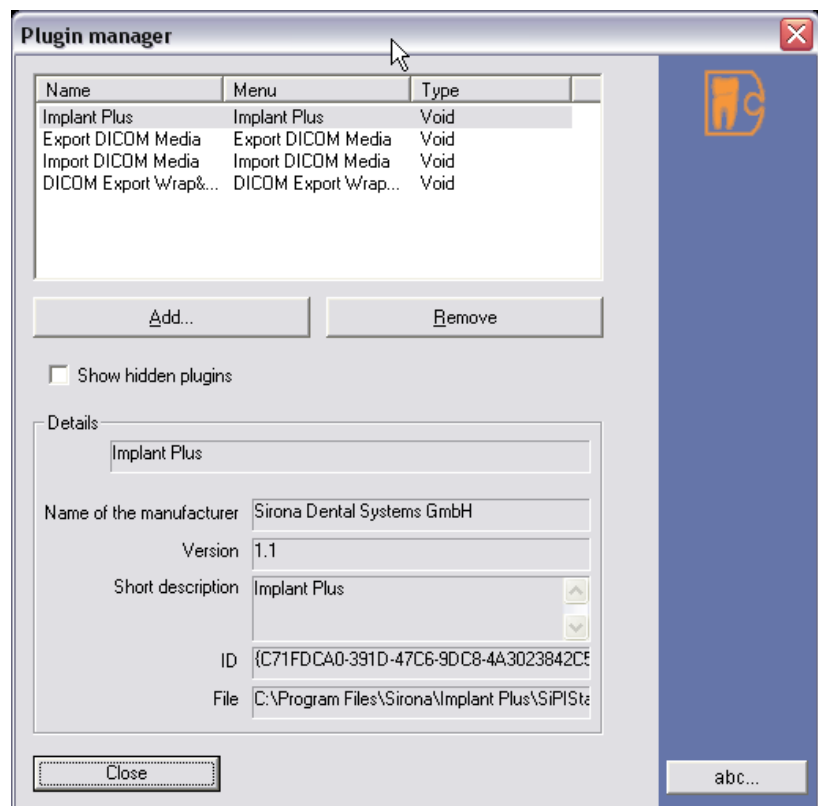 Plugin manager
Name Menu Type
Implant Plus Implant Plus Void
Export DICOM Media Export DICOM Media Void
Import DICOM Media Import DICOM Media Void
DICOM Export Wrap&... DICOM Export Wrap... Void
Add... Remove
Show hidden plugins
Details
Implant Plus
Name of the manufacturer Sirona Dental Systems GmbH
Version 1.1
Short description Implant Plus
ID {C71FDCA0-391D-47C6-9DC8-4A3023842C5
File C:\Program Files\Sirona\Implant Plus\SiPISta
Close abc...